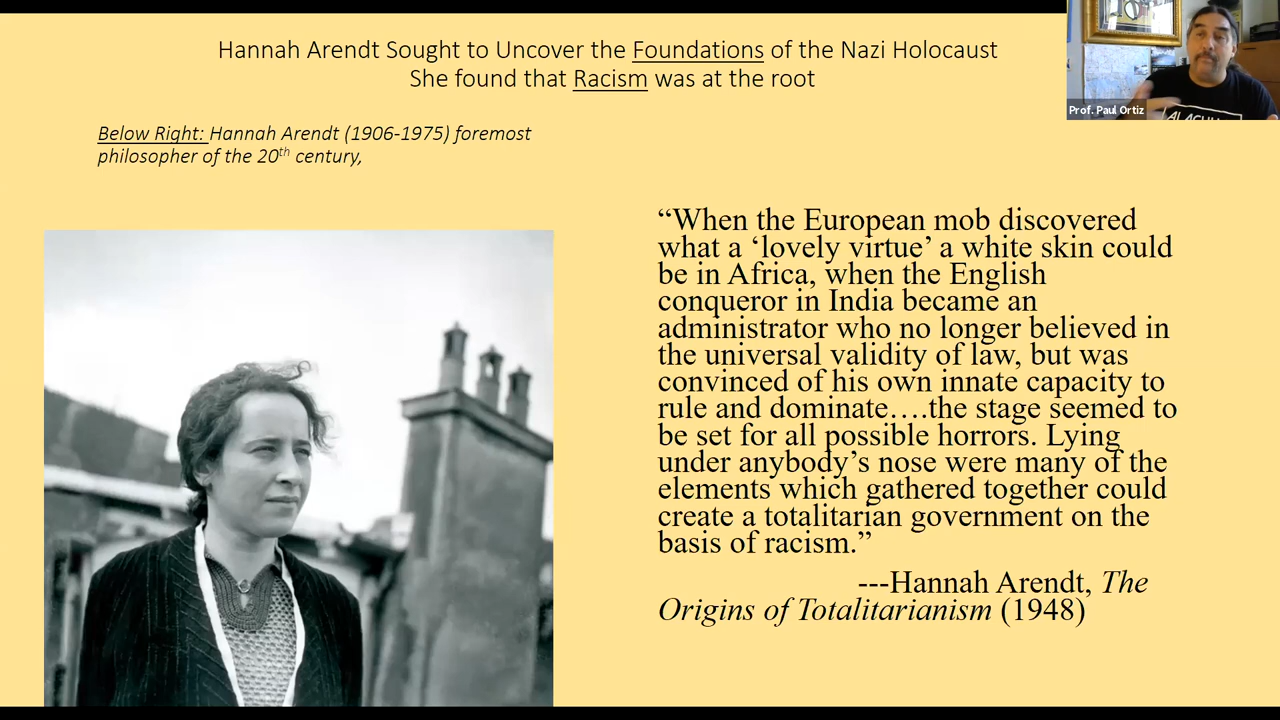 Hannah Arendt Sought to Uncover the Foundations of the Nazi Holocaust
She found that Racism was at the root
Prof. Paul Ortiz
Below Right: Hannah Arendt (1906-1975) foremost
philosopher of the 20th century,
“When the European mob discovered
what a ‘lovely virtue’ a white skin could
be in Africa, when the English
conqueror in India became an
administrator who no longer believed in
the universal validity of law, but was
convinced of his own innate capacity to
rule and dominate….the stage seemed to
be set for all possible horrors. Lying
under anybody’s nose were many of the
elements which gathered together could
create a totalitarian government on the
basis of racism.”
---Hannah Arendt, The
Origins of Totalitarianism (1948)